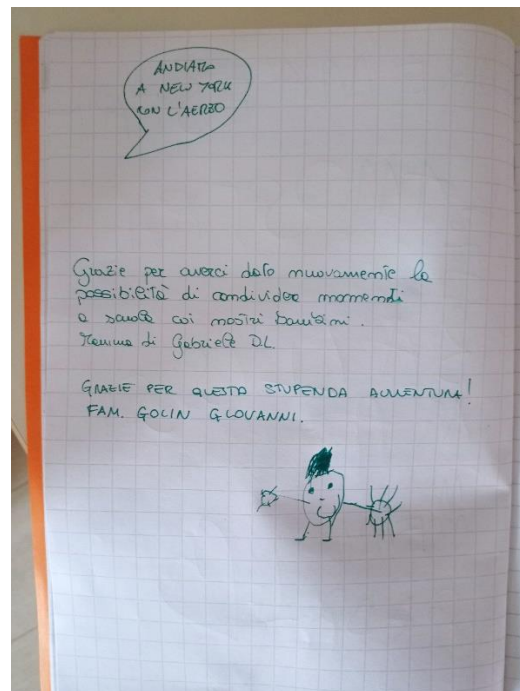 ANDIAMO
A NEW YORK
CON L'AEREO
Grazie per averci dato nuovamente la
possibilità di condividere momenti
a scuola coi nostri bambini.
Mamma di Gabriele D.L.
GRAZIE PER QUESTA STUPENDA AVVENTURA!
FAM. GOLIN GIOVANNI.